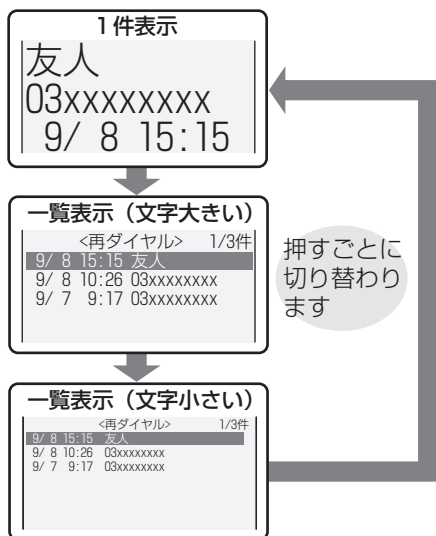 1件表示
友人
03xxxxxxxx
9/ 8 15:15
一覧表示（文字大きい）
<再ダイヤル> 1/3件
9/ 8 15:15 友人
9/ 8 10:26 03xxxxxxxx
9/ 7 9:17 03xxxxxxxx
押すごとに
切り替わり
ます
一覧表示（文字小さい）
<再ダイヤル> 1/3件
9/ 8 15:15 友人
9/ 8 10:26 03xxxxxxxx
9/ 7 9:17 03xxxxxxxx